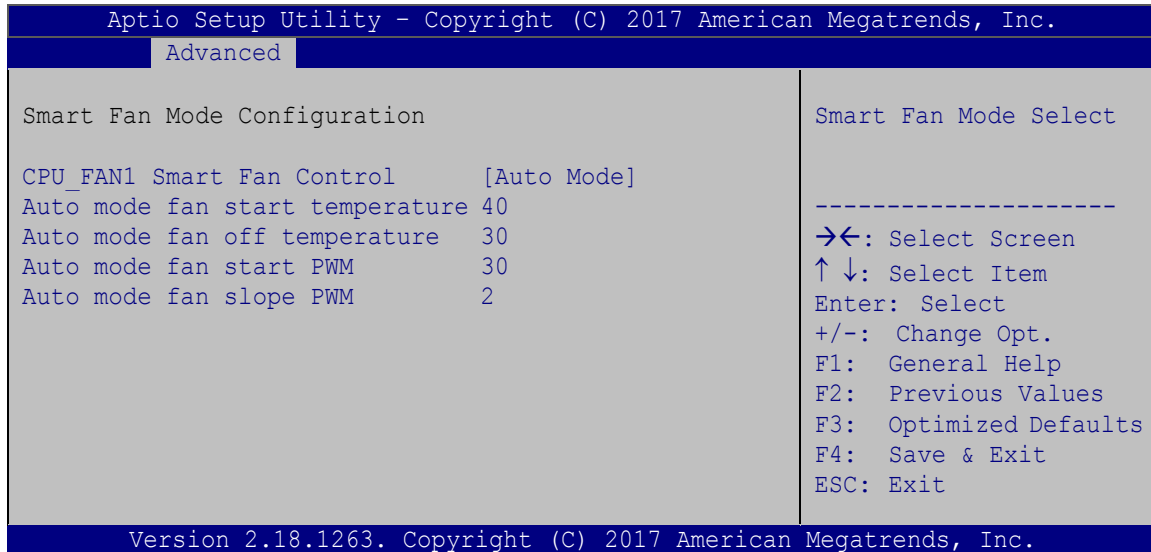 Aptio Setup Utility – Copyright (C) 2017 American Megatrends, Inc.
Advanced
Smart Fan Mode Configuration
CPU_FAN1 Smart Fan Control [Auto Mode]
Auto mode fan start temperature 40
Auto mode fan off temperature 30
Auto mode fan start PWM 30
Auto mode fan slope PWM 2
Smart Fan Mode Select
---------------------
→←: Select Screen
↑ ↓: Select Item
Enter: Select
+/-: Change Opt.
F1: General Help
F2: Previous Values
F3: Optimized Defaults
F4: Save & Exit
ESC: Exit
Version 2.18.1263. Copyright (C) 2017 American Megatrends, Inc.